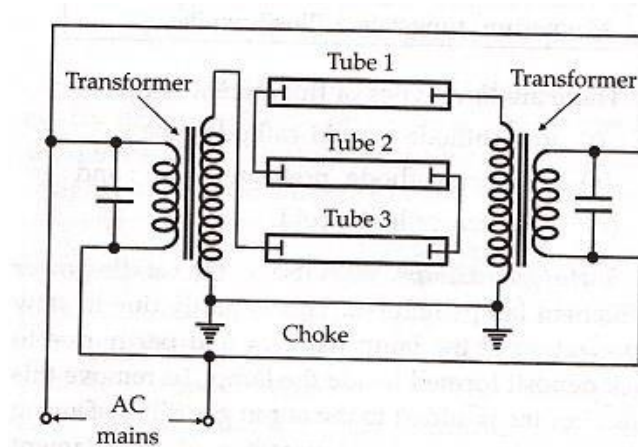 Transformer
Tube 1
Transformer
Tube 2
Tube 3
Choke
AC
mains